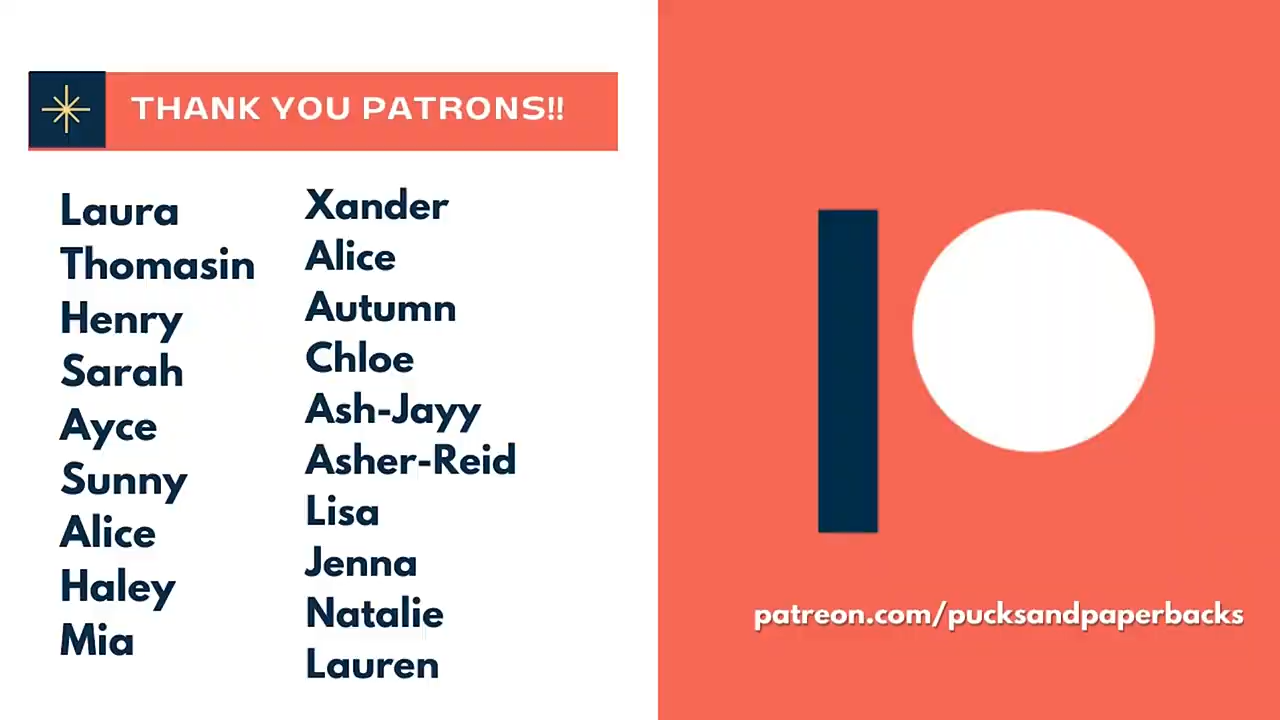 THANK YOU PATRONS!!
Laura
Thomasin
Henry
Sarah
Ayce
Sunny
Alice
Haley
Mia
Xander
Alice
Autumn
Chloe
Ash-Jayy
Asher-Reid
Lisa
Jenna
Natalie
Lauren
patreon.com/pucksandpaperbacks